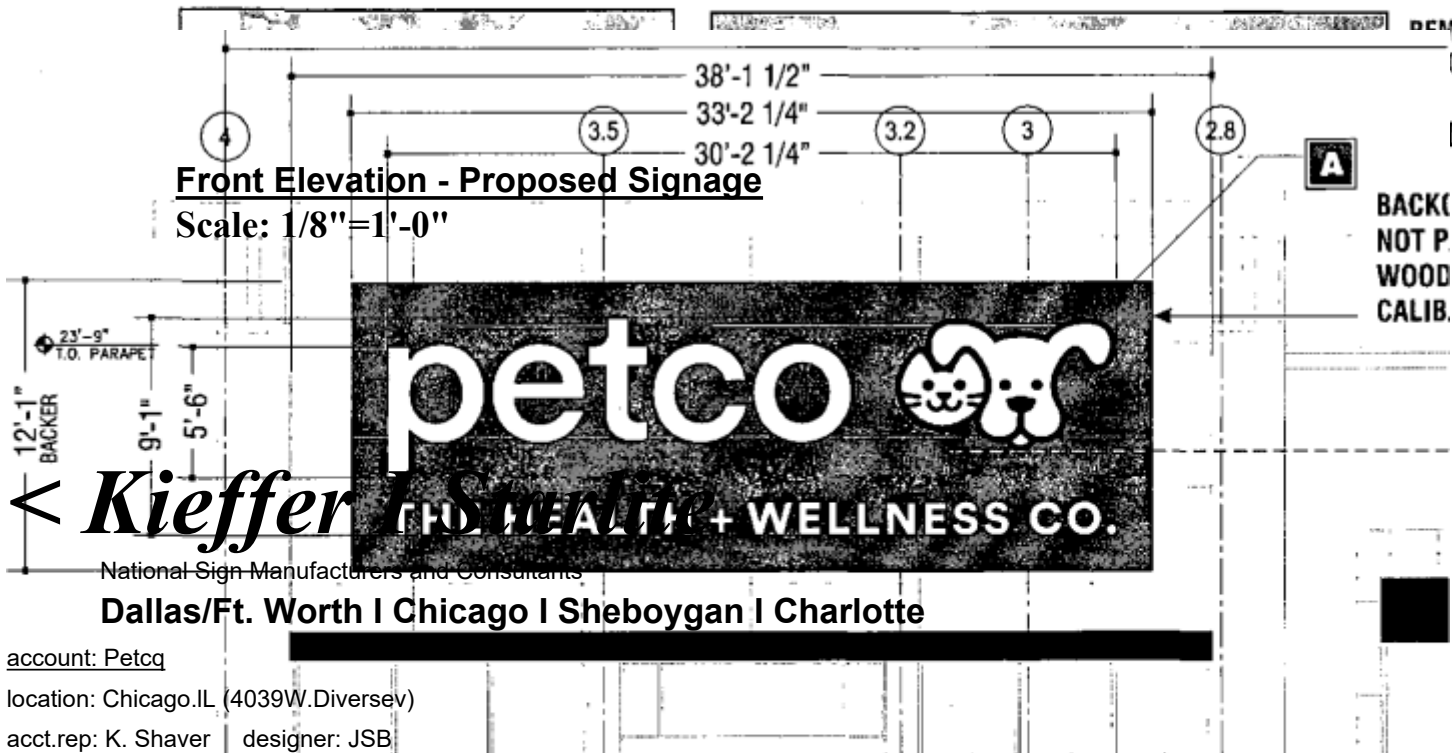 38'-1 1/2"
33'-2 1/4"
4
3.5
3.2
3
2.8
30'-2 1/4"
A
Front Elevation - Proposed Signage
Scale: 1/8"=1'-0"
NOT
WOOD
23'-9"
T.O. PARAPET
12'-1"
BACKER
9'-1"
5'-6"
petco
THE HEALTH + WELLNESS CO.
< Kieffer I Starlite
National Sign Manufacturers and Consultants
Dallas/Ft. Worth I Chicago I Sheboygan I Charlotte
account: Petcq
location: Chicago.IL (4039W.Diversev)
acct.rep: K. Shaver designer: JSB